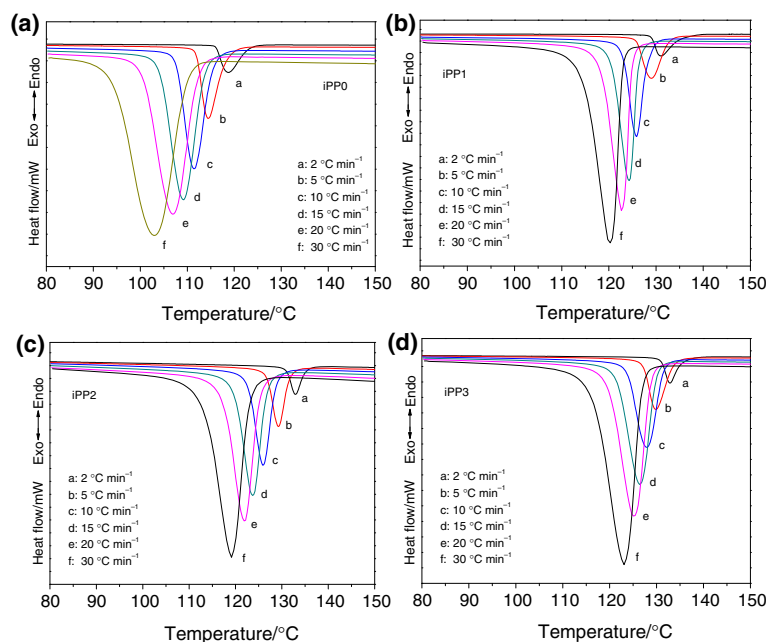 (a)
iPP0
Exo ⟷ Endo
Heat flow/mW
a: 2 °C min⁻¹
b: 5 °C min⁻¹
c: 10 °C min⁻¹
d: 15 °C min⁻¹
e: 20 °C min⁻¹
f: 30 °C min⁻¹
a
b
c
d
e
f
80 90 100 110 120 130 140 150
Temperature/°C
(b)
iPP1
Exo ⟷ Endo
Heat flow/mW
a: 2 °C min⁻¹
b: 5 °C min⁻¹
c: 10 °C min⁻¹
d: 15 °C min⁻¹
e: 20 °C min⁻¹
f: 30 °C min⁻¹
a
b
c
d
e
f
80 90 100 110 120 130 140 150
Temperature/°C
(c)
iPP2
Exo ⟷ Endo
Heat flow/mW
a: 2 °C min⁻¹
b: 5 °C min⁻¹
c: 10 °C min⁻¹
d: 15 °C min⁻¹
e: 20 °C min⁻¹
f: 30 °C min⁻¹
a
b
c
d
e
f
80 90 100 110 120 130 140 150
Temperature/°C
(d)
iPP3
Exo ⟷ Endo
Heat flow/mW
a: 2 °C min⁻¹
b: 5 °C min⁻¹
c: 10 °C min⁻¹
d: 15 °C min⁻¹
e: 20 °C min⁻¹
f: 30 °C min⁻¹
a
b
c
d
e
f
80 90 100 110 120 130 140 150
Temperature/°C